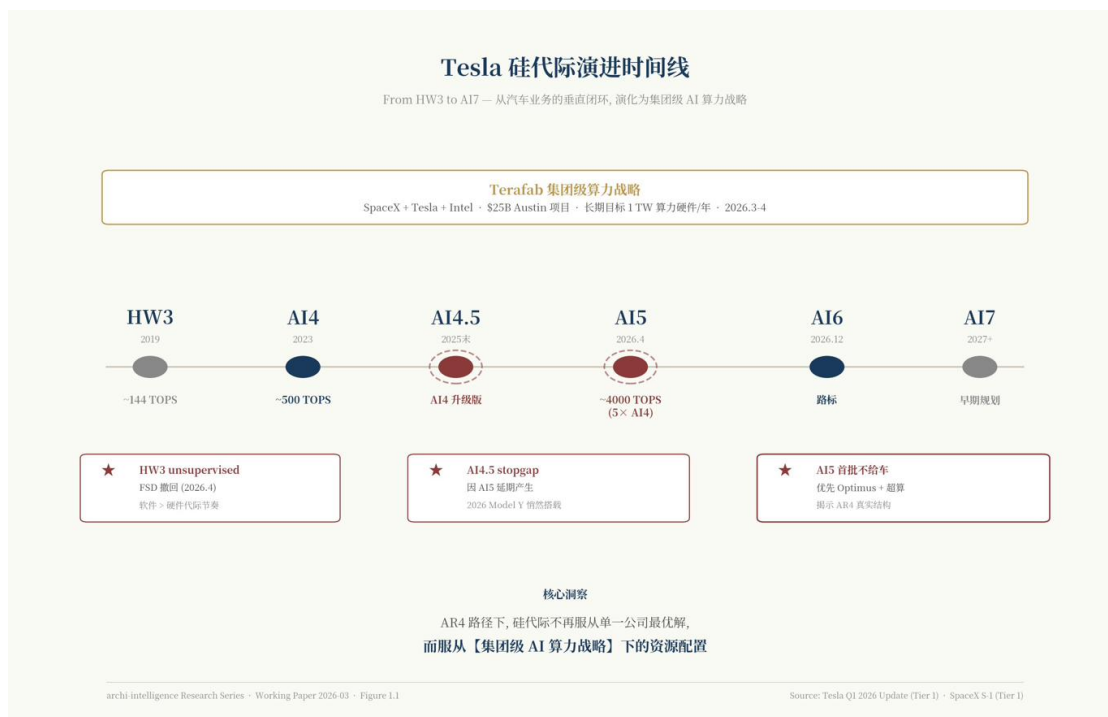 Tesla 硅代际演进时间线
From HW3 to AI7 — 从汽车业务的垂直闭环, 演化为集团级 AI 算力战略
Terafab 集团级算力战略
SpaceX + Tesla + Intel · $25B Austin 项目 · 长期目标 1 TW 算力硬件/年 · 2026.3-4
HW3
2019
~144 TOPS
AI4
2023
~500 TOPS
AI4.5
2025末
AI4 升级版
AI5
2026.4
~4000 TOPS
(5× AI4)
AI6
2026.12
路标
AI7
2027+
早期规划
★ HW3 unsupervised
FSD 撤回 (2026.4)
软件 > 硬件代际节奏
★ AI4.5 stopgap
因 AI5 延期产生
2026 Model Y 悄然搭载
★ AI5 首批不给车
优先 Optimus + 超算
揭示 AR4 真实结构
核心洞察
AR4 路径下, 硅代际不再服从单一公司最优解,
而服从【集团级 AI 算力战略】下的资源配置
archi-intelligence Research Series · Working Paper 2026-03 · Figure 1.1
Source: Tesla Q1 2026 Update (Tier 1) · SpaceX S-1 (Tier 1)